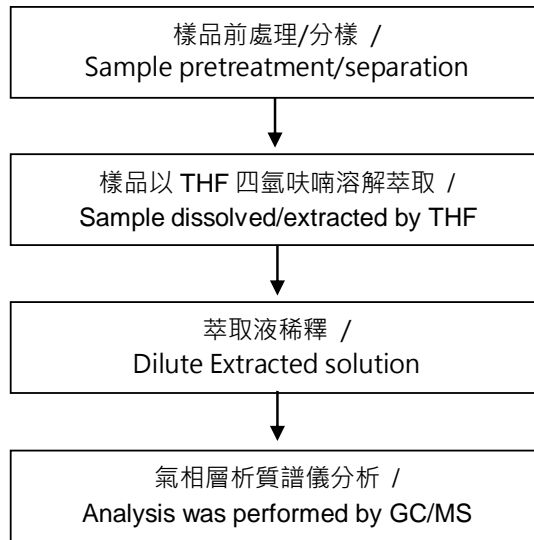 樣品前處理/分樣 /
Sample pretreatment/separation
樣品以 THF 四氫呋喃溶解萃取 /
Sample dissolved/extracted by THF
萃取液稀釋 /
Dilute Extracted solution
氣相層析質譜儀分析 /
Analysis was performed by GC/MS